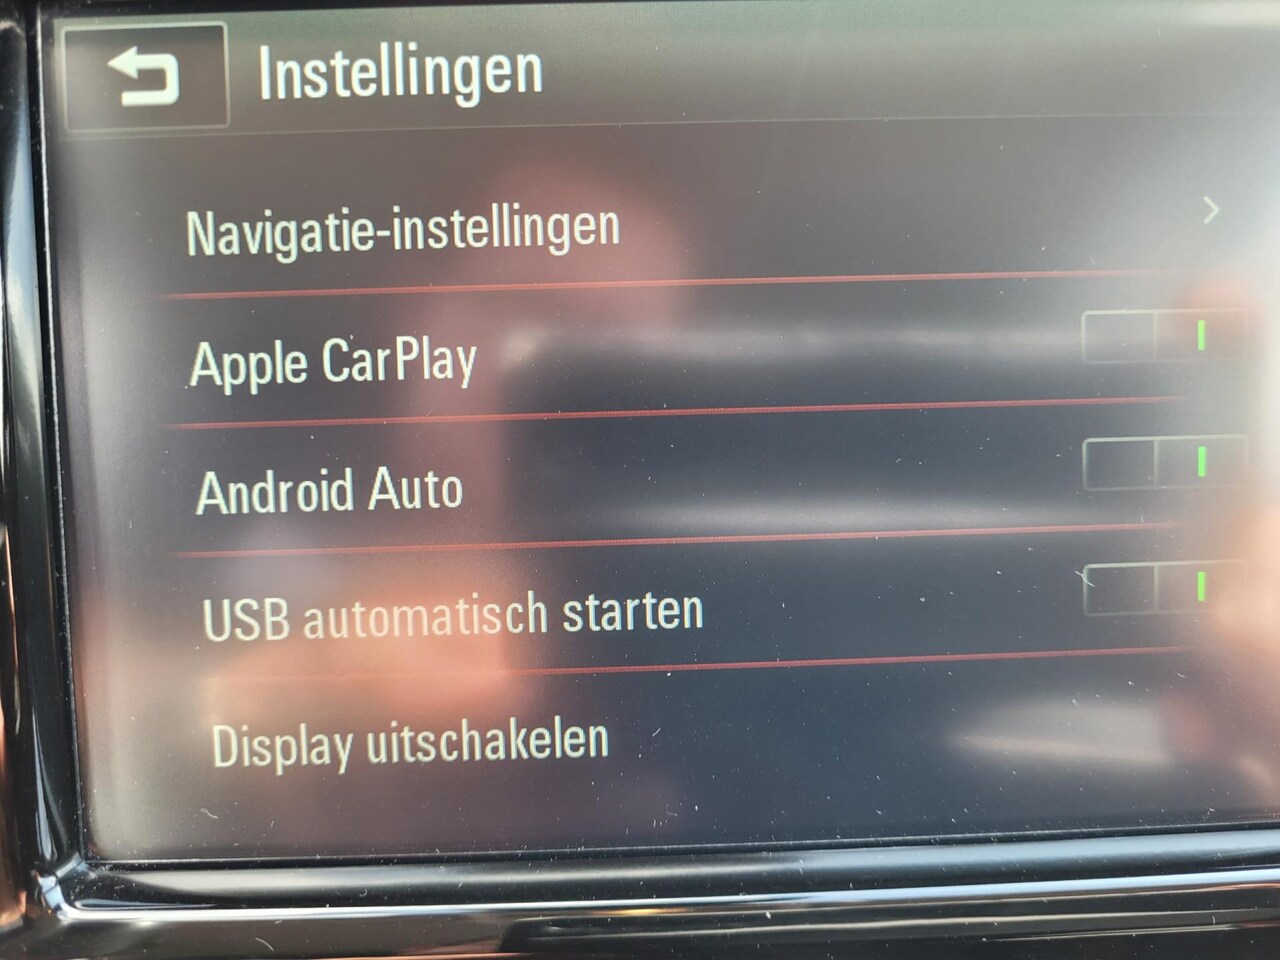 Instellingen
Navigatie-instellingen
Apple CarPlay
Android Auto
USB automatisch starten
Display uitschakelen